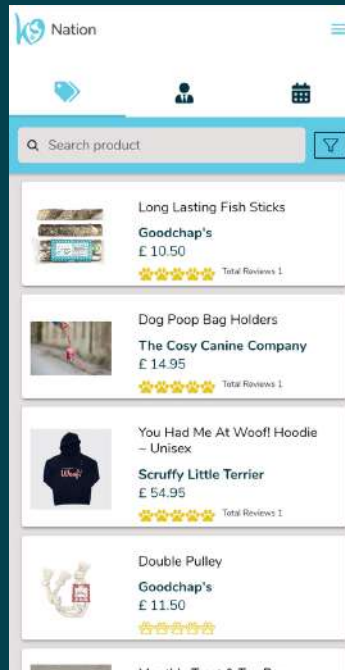 K9 Nation
Search product
Long Lasting Fish Sticks
Goodchap's
£ 10.50
Total Reviews 1
Dog Poop Bag Holders
The Cosy Canine Company
£ 14.95
Total Reviews 1
You Had Me At Woof! Hoodie
– Unisex
Woof!
Scruffy Little Terrier
£ 54.95
Total Reviews 1
Double Pulley
Goodchap's
£ 11.50